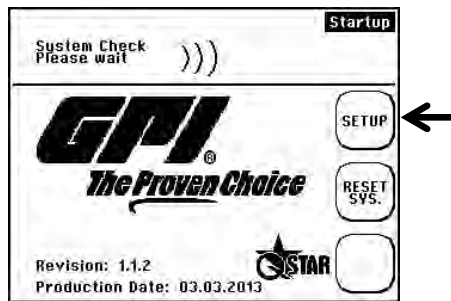 Startup
System Check
Please wait
SETUP
GPI®
The Proven Choice
RESET
SYS.
QSTAR
Revision: 1.1.2
Production Date: 03.03.2013